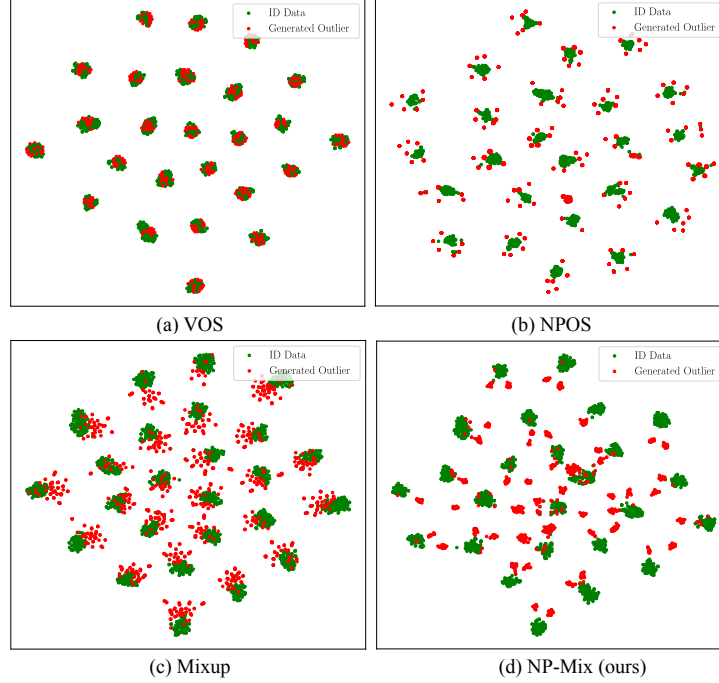 ID Data
Generated Outlier
ID Data
Generated Outlier
(a) VOS
(b) NPOS
ID Data
Generated Outlier
ID Data
Generated Outlier
(c) Mixup
(d) NP-Mix (ours)